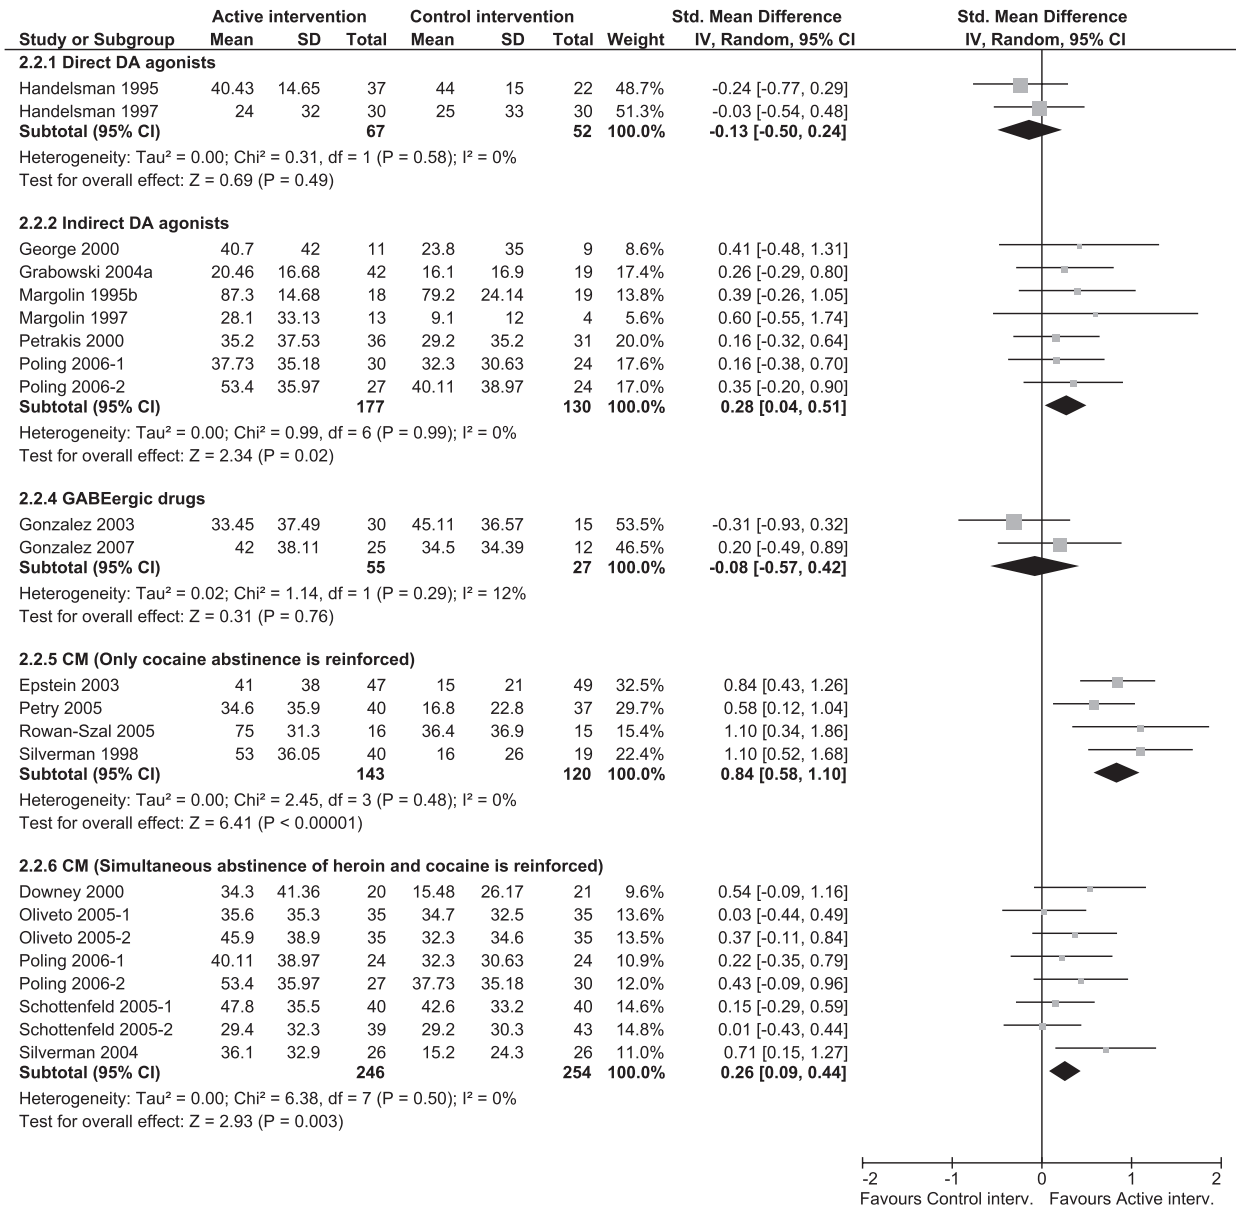 Active intervention Control intervention Std. Mean Difference Std. Mean Difference
Study or Subgroup Mean SD Total Mean SD Total Weight IV, Random, 95% CI IV, Random, 95% CI
2.2.1 Direct DA agonists
Handelsman 1995 40.43 14.65 37 44 15 22 48.7% -0.24 [-0.77, 0.29]
Handelsman 1997 24 32 30 25 33 30 51.3% -0.03 [-0.54, 0.48]
Subtotal (95% CI) 67 52 100.0% -0.13 [-0.50, 0.24]
Heterogeneity: Tau² = 0.00; Chi² = 0.31, df = 1 (P = 0.58); I² = 0%
Test for overall effect: Z = 0.69 (P = 0.49)
2.2.2 Indirect DA agonists
George 2000 40.7 42 11 23.8 35 9 8.6% 0.41 [-0.48, 1.31]
Grabowski 2004a 20.46 16.68 42 16.1 16.9 19 17.4% 0.26 [-0.29, 0.80]
Margolin 1995b 87.3 14.68 18 79.2 24.14 19 13.8% 0.39 [-0.26, 1.05]
Margolin 1997 28.1 33.13 13 9.1 12 4 5.6% 0.60 [-0.55, 1.74]
Petrakis 2000 35.2 37.53 36 29.2 35.2 31 20.0% 0.16 [-0.32, 0.64]
Poling 2006-1 37.73 35.18 30 32.3 30.63 24 17.6% 0.16 [-0.38, 0.70]
Poling 2006-2 53.4 35.97 27 40.11 38.97 24 17.0% 0.35 [-0.20, 0.90]
Subtotal (95% CI) 177 130 100.0% 0.28 [0.04, 0.51]
Heterogeneity: Tau² = 0.00; Chi² = 0.99, df = 6 (P = 0.99); I² = 0%
Test for overall effect: Z = 2.34 (P = 0.02)
2.2.4 GABEergic drugs
Gonzalez 2003 33.45 37.49 30 45.11 36.57 15 53.5% -0.31 [-0.93, 0.32]
Gonzalez 2007 42 38.11 25 34.5 34.39 12 46.5% 0.20 [-0.49, 0.89]
Subtotal (95% CI) 55 27 100.0% -0.08 [-0.57, 0.42]
Heterogeneity: Tau² = 0.02; Chi² = 1.14, df = 1 (P = 0.29); I² = 12%
Test for overall effect: Z = 0.31 (P = 0.76)
2.2.5 CM (Only cocaine abstinence is reinforced)
Epstein 2003 41 38 47 15 21 49 32.5% 0.84 [0.43, 1.26]
Petry 2005 34.6 35.9 40 16.8 22.8 37 29.7% 0.58 [0.12, 1.04]
Rowan-Szal 2005 75 31.3 16 36.4 36.9 15 15.4% 1.10 [0.34, 1.86]
Silverman 1998 53 36.05 40 16 26 19 22.4% 1.10 [0.52, 1.68]
Subtotal (95% CI) 143 120 100.0% 0.84 [0.58, 1.10]
Heterogeneity: Tau² = 0.00; Chi² = 2.45, df = 3 (P = 0.48); I² = 0%
Test for overall effect: Z = 6.41 (P < 0.00001)
2.2.6 CM (Simultaneous abstinence of heroin and cocaine is reinforced)
Downey 2000 34.3 41.36 20 15.48 26.17 21 9.6% 0.54 [-0.09, 1.16]
Oliveto 2005-1 35.6 35.3 35 34.7 32.5 35 13.6% 0.03 [-0.44, 0.49]
Oliveto 2005-2 45.9 38.9 35 32.3 34.6 35 13.5% 0.37 [-0.11, 0.84]
Poling 2006-1 40.11 38.97 24 32.3 30.63 24 10.9% 0.22 [-0.35, 0.79]
Poling 2006-2 53.4 35.97 27 37.73 35.18 30 12.0% 0.43 [-0.09, 0.96]
Schottenfeld 2005-1 47.8 35.5 40 42.6 33.2 40 14.6% 0.15 [-0.29, 0.59]
Schottenfeld 2005-2 29.4 32.3 39 29.2 30.3 43 14.8% 0.01 [-0.43, 0.44]
Silverman 2004 36.1 32.9 26 15.2 24.3 26 11.0% 0.71 [0.15, 1.27]
Subtotal (95% CI) 246 254 100.0% 0.26 [0.09, 0.44]
Heterogeneity: Tau² = 0.00; Chi² = 6.38, df = 7 (P = 0.50); I² = 0%
Test for overall effect: Z = 2.93 (P = 0.003)
-2 -1 0 1 2
Favours Control interv. Favours Active interv.